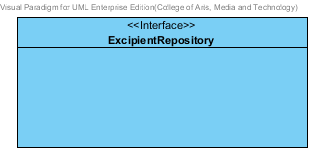 Visual Paradigm for UML Enterprise Edition(College of Arts, Media and Technology)
<<Interface>>
ExcipientRepository